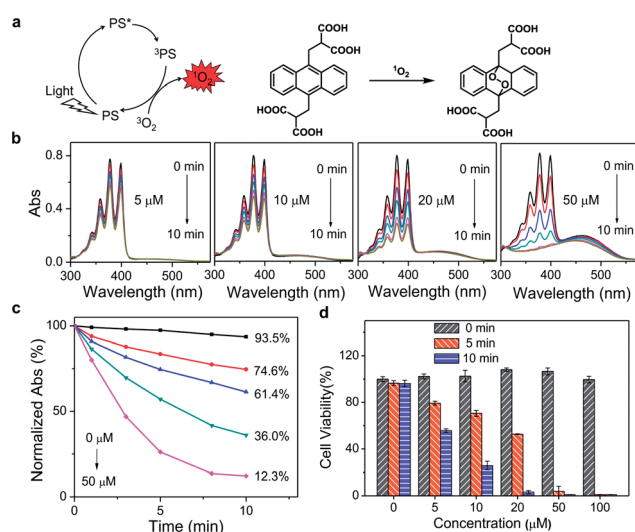 a
PS*
³PS
¹O₂
Light
PS
³O₂
COOH
COOH
HOOC
COOH
¹O₂
COOH
COOH
O
O
HOOC
COOH
b
Abs
0.8
0.4
0.0
0 min
5 μM
10 min
300 400 500
Wavelength (nm)
0 min
10 μM
10 min
300 400 500
Wavelength (nm)
0 min
20 μM
10 min
300 400 500
Wavelength (nm)
0 min
50 μM
10 min
300 400 500
Wavelength (nm)
c
Normalized Abs (%)
100
50
0
93.5%
74.6%
61.4%
36.0%
12.3%
0 μM
50 μM
0 5 10
Time (min)
d
Cell Viability(%)
160
120
80
40
0
0 min
5 min
10 min
0 5 10 20 50 100
Concentration (μM)